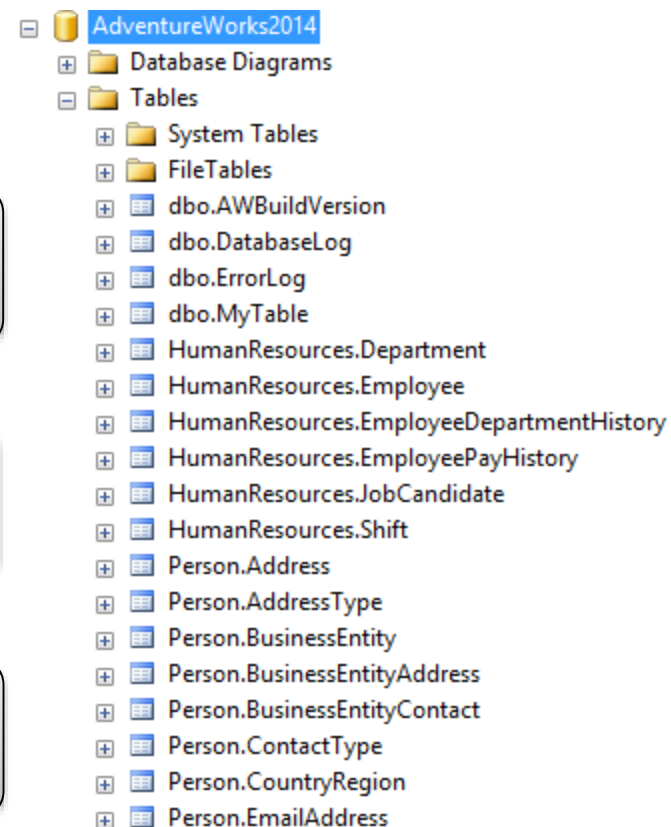 AdventureWorks2014
Database Diagrams
Tables
System Tables
FileTables
dbo.AWBuildVersion
dbo.DatabaseLog
dbo.ErrorLog
dbo.MyTable
HumanResources.Department
HumanResources.Employee
HumanResources.EmployeeDepartmentHistory
HumanResources.EmployeePayHistory
HumanResources.JobCandidate
HumanResources.Shift
Person.Address
Person.AddressType
Person.BusinessEntity
Person.BusinessEntityAddress
Person.BusinessEntityContact
Person.ContactType
Person.CountryRegion
Person.EmailAddress